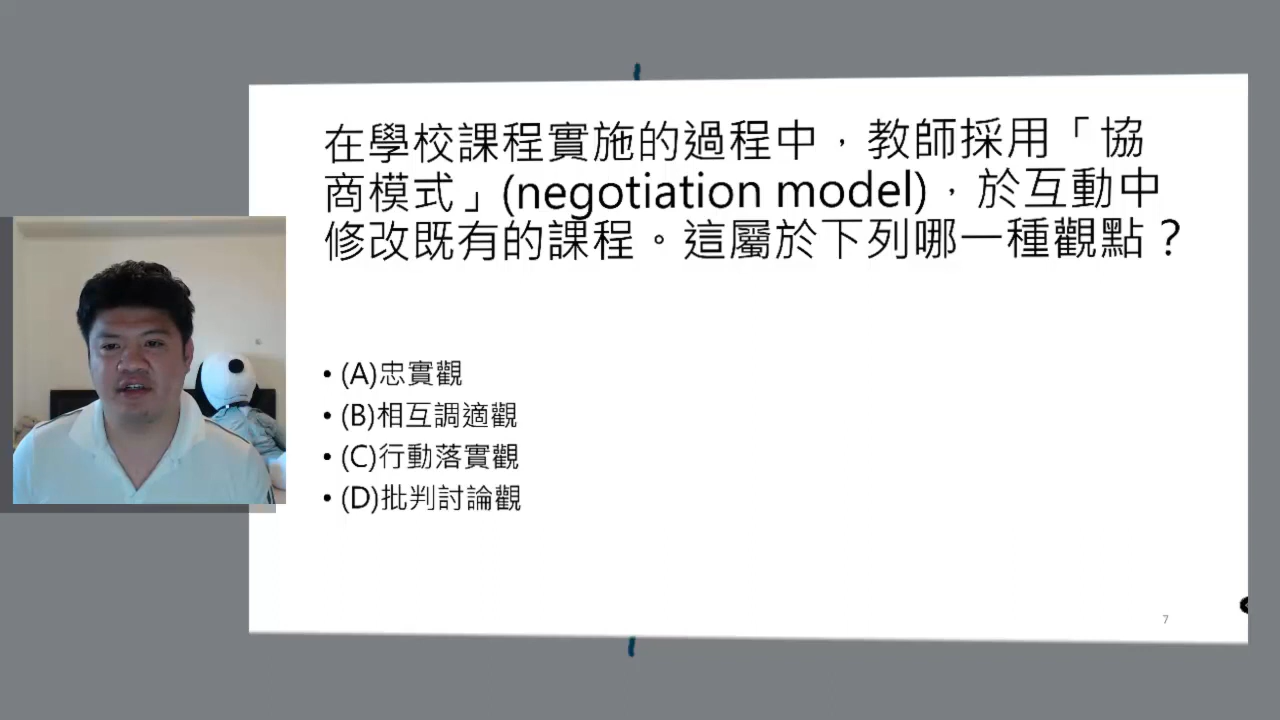 在學校課程實施的過程中，教師採用「協
商模式」(negotiation model)，於互動中
修改既有的課程。這屬於下列哪一種觀點？
• (A)忠實觀
• (B)相互調適觀
• (C)行動落實觀
• (D)批判討論觀
7